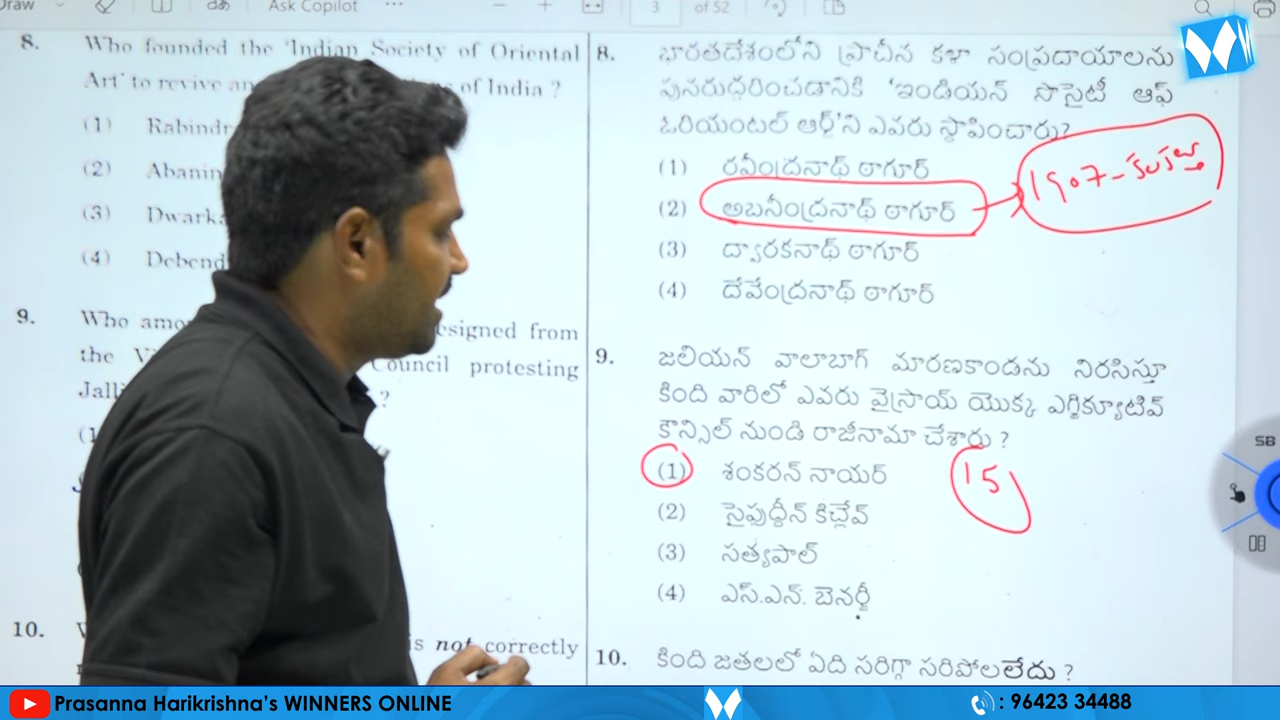 Draw
Ask Copilot
3 of 52
8. Who founded the 'Indian Society of Oriental
Art' to revive an of India ?
(1) Rabindr
(2) Abanin
(3) Dwarka
(4) Debend
9. Who amo esigned from
the V Council protesting
Jalli ?
(1
10. is not correctly
8. భారతదేశంలోని ప్రాచీన కళా సంప్రదాయాలను
పునరుద్ధరించడానికి 'ఇండియన్ సొసైటీ ఆఫ్
ఓరియంటల్ ఆర్ట్'ని ఎవరు స్థాపించారు?
(1) రవీంద్రనాథ్ ఠాగూర్
(2) అబనీంద్రనాథ్ ఠాగూర్
1907 - కలకత్తా
(3) ద్వారకనాథ్ ఠాగూర్
(4) దేవేంద్రనాథ్ ఠాగూర్
9. జలియన్ వాలాబాగ్ మారణకాండను నిరసిస్తూ
కింది వారిలో ఎవరు వైస్రాయ్ యొక్క ఎగ్జిక్యూటివ్
కౌన్సిల్ నుండి రాజీనామా చేశారు ?
(1) శంకరన్ నాయర్
15
(2) సైఫుద్దీన్ కిచ్లేవ్
(3) సత్యపాల్
(4) ఎస్.ఎన్. బెనర్జీ
10. కింది జతలలో ఏది సరిగ్గా సరిపోలలేదు ?
58
Prasanna Harikrishna's WINNERS ONLINE
: 96423 34488